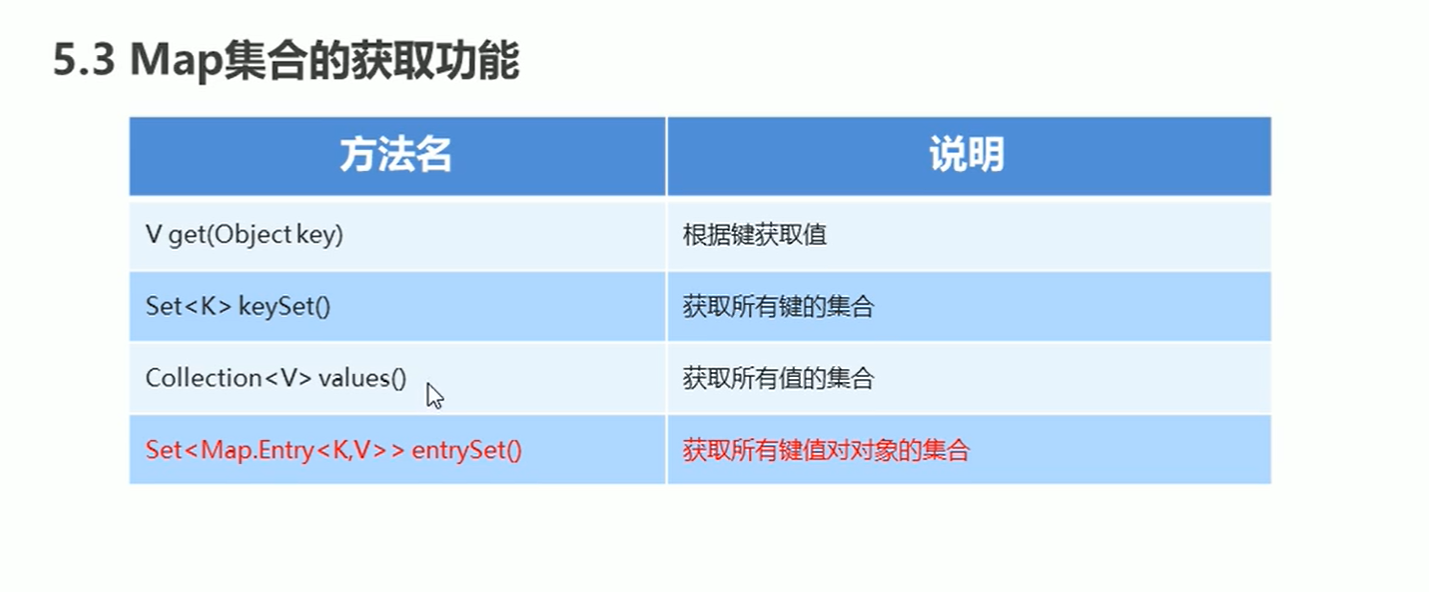 5.3 Map集合的获取功能
方法名 说明
V get(Object key) 根据键获取值
Set<K> keySet() 获取所有键的集合
Collection<V> values() 获取所有值的集合
Set<Map.Entry<K,V>> entrySet() 获取所有键值对对象的集合